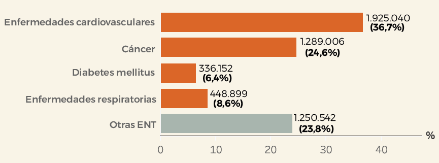 Enfermedades cardiovasculares 1.925.040
(36,7%)
Cáncer 1.289.006
(24,6%)
Diabetes mellitus 336.152
(6,4%)
Enfermedades respiratorias 448.899
(8,6%)
Otras ENT 1.250.542
(23,8%)
%
0 10 20 30 40